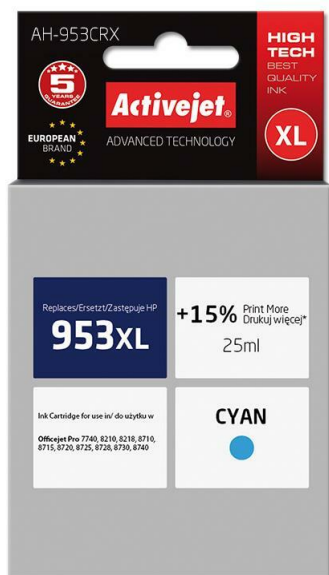 AH-953CRX
HIGH
TECH
BEST
QUALITY
INK
5
YEARS
GUARANTEE
Activejet®
EUROPEAN
BRAND
ADVANCED TECHNOLOGY
XL
Replaces/Ersetzt/Zastępuje HP
953XL
+15% Print More
Drukuj więcej*
25ml
Ink Cartridge for use in/ do użytku w
Officejet Pro 7740, 8210, 8218, 8710,
8715, 8720, 8725, 8728, 8730, 8740
CYAN